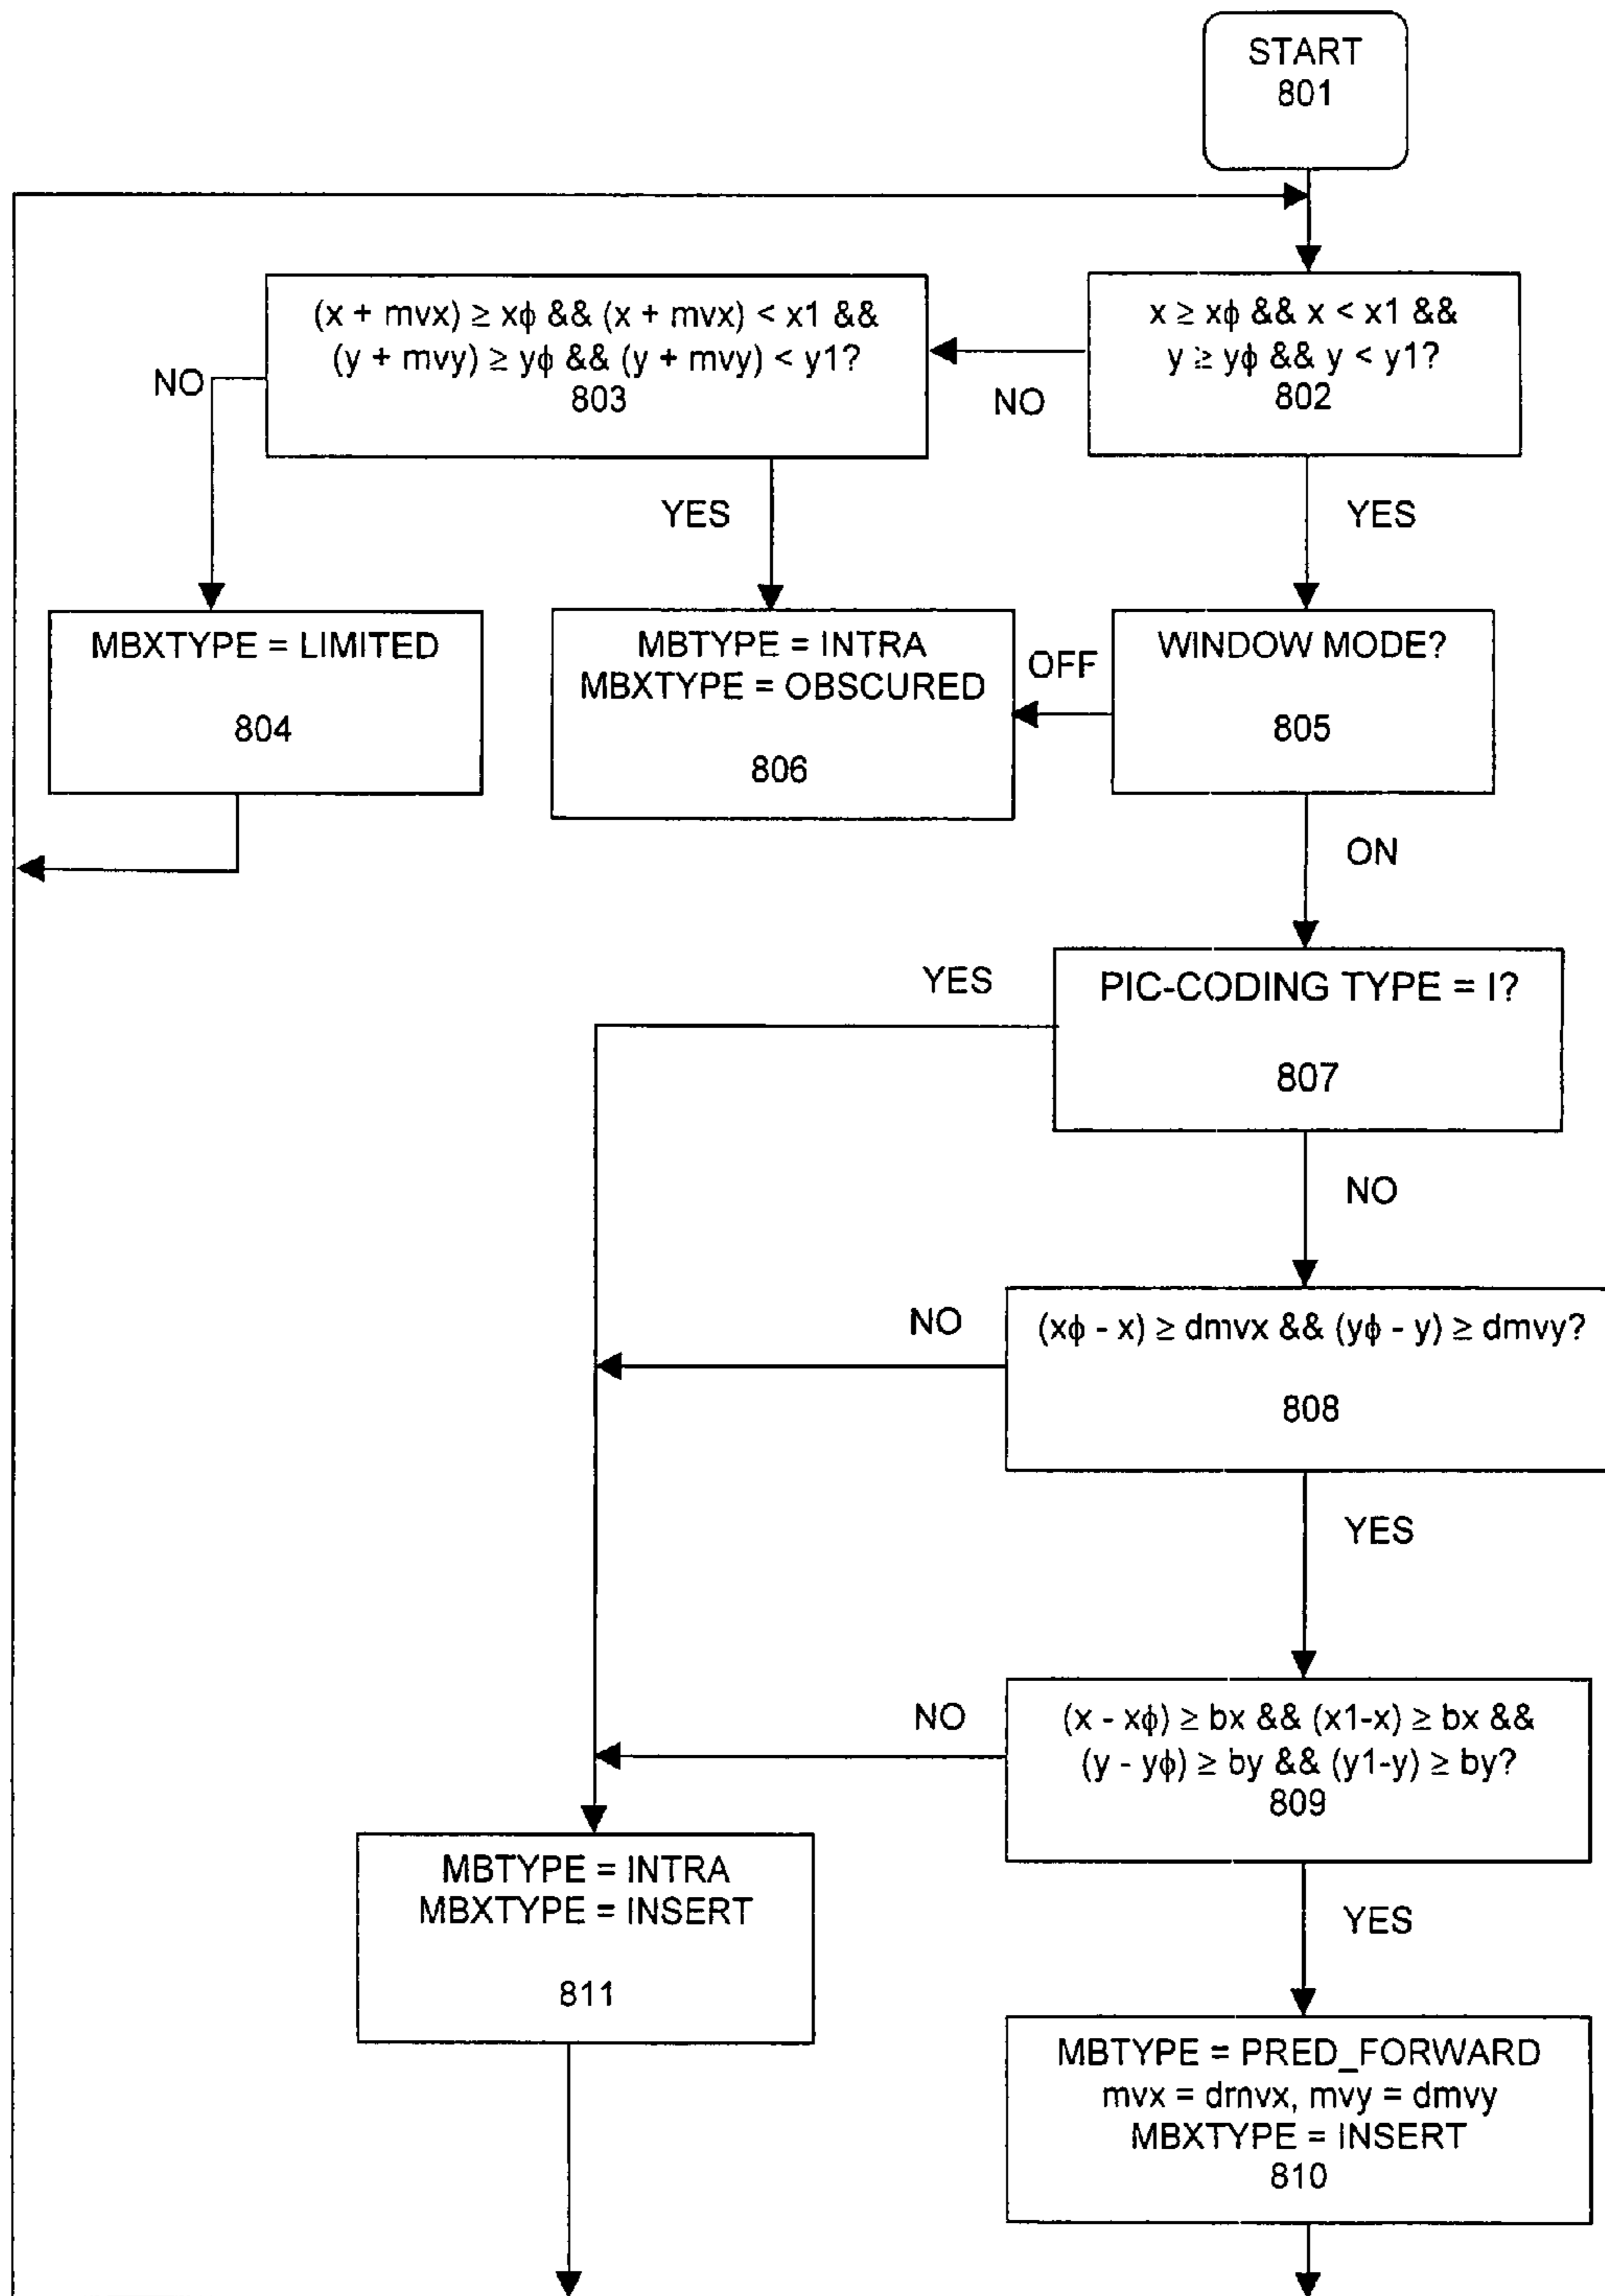 START
801
(x + mvx) ≥ xϕ && (x + mvx) < x1 &&
(y + mvy) ≥ yϕ && (y + mvy) < y1?
803
x ≥ xϕ && x < x1 &&
y ≥ yϕ && y < y1?
802
NO
NO
YES
YES
MBXTYPE = LIMITED
804
MBTYPE = INTRA
MBXTYPE = OBSCURED
806
OFF
WINDOW MODE?
805
ON
YES
PIC-CODING TYPE = I?
807
NO
NO
(xϕ - x) ≥ dmvx && (yϕ - y) ≥ dmvy?
808
YES
NO
(x - xϕ) ≥ bx && (x1-x) ≥ bx &&
(y - yϕ) ≥ by && (y1-y) ≥ by?
809
MBTYPE = INTRA
MBXTYPE = INSERT
811
YES
MBTYPE = PRED_FORWARD
mvx = dmvx, mvy = dmvy
MBXTYPE = INSERT
810